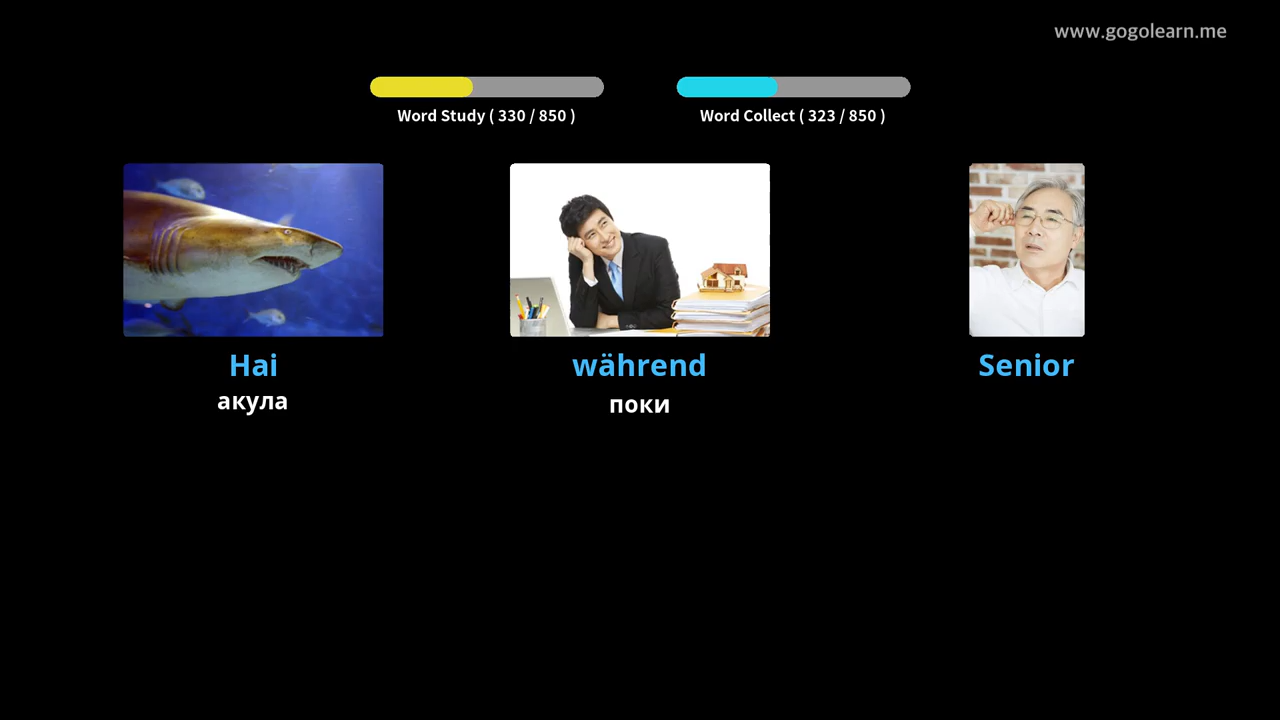 www.gogolearn.me
Word Study ( 330 / 850 )
Word Collect ( 323 / 850 )
Hai
акула
während
поки
Senior